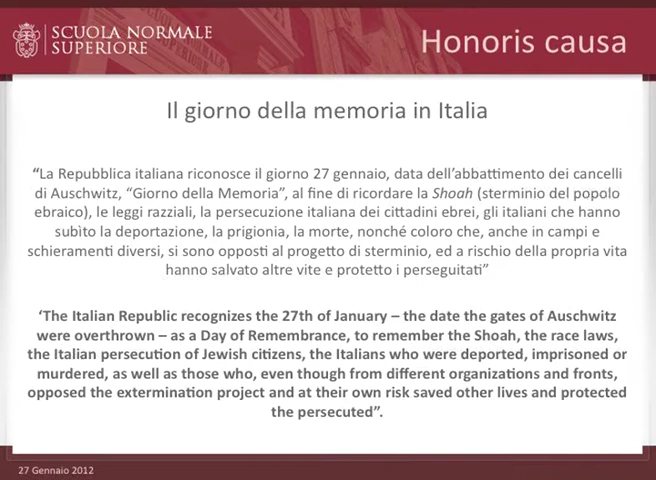 SCUOLA NORMALE
SUPERIORE
Honoris causa
Il giorno della memoria in Italia
“La Repubblica italiana riconosce il giorno 27 gennaio, data dell’abbattimento dei cancelli
di Auschwitz, “Giorno della Memoria”, al fine di ricordare la Shoah (sterminio del popolo
ebraico), le leggi razziali, la persecuzione italiana dei cittadini ebrei, gli italiani che hanno
subìto la deportazione, la prigionia, la morte, nonché coloro che, anche in campi e
schieramenti diversi, si sono opposti al progetto di sterminio, ed a rischio della propria vita
hanno salvato altre vite e protetto i perseguitati”
‘The Italian Republic recognizes the 27th of January – the date the gates of Auschwitz
were overthrown – as a Day of Remembrance, to remember the Shoah, the race laws,
the Italian persecution of Jewish citizens, the Italians who were deported, imprisoned or
murdered, as well as those who, even though from different organizations and fronts,
opposed the extermination project and at their own risk saved other lives and protected
the persecuted”.
27 Gennaio 2012